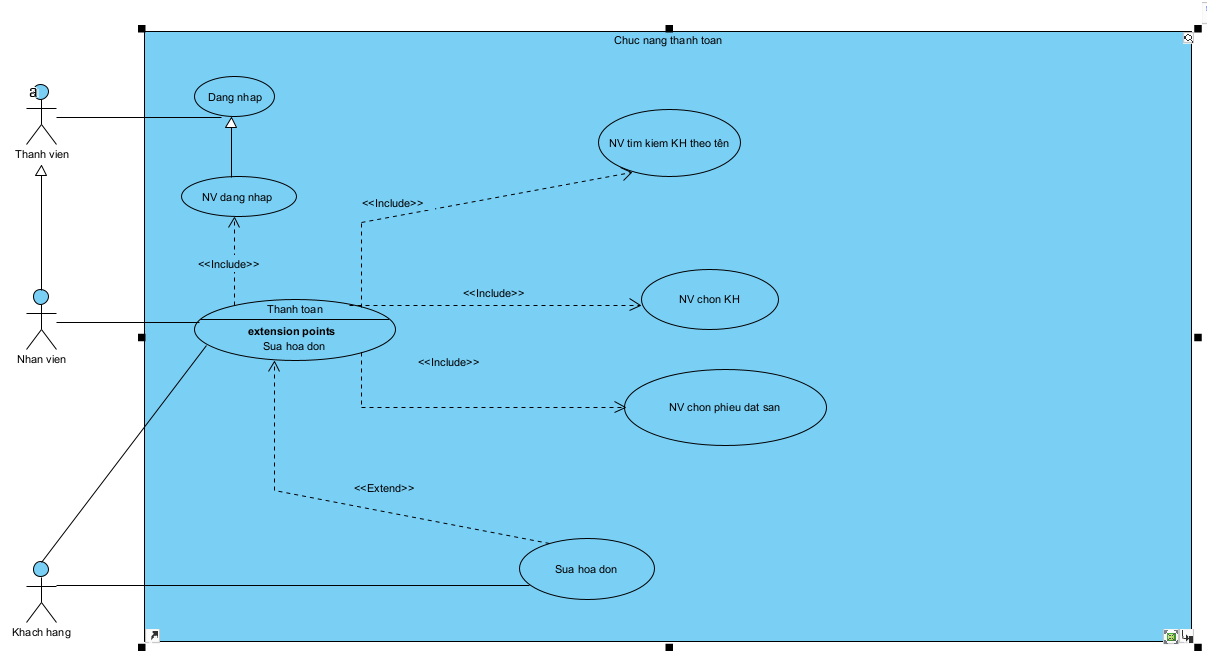 Chuc nang thanh toan
a
Thanh vien
Dang nhap
NV tim kiem KH theo tên
NV dang nhap
<<Include>>
<<Include>>
<<Include>>
NV chon KH
Thanh toan
extension points
Sua hoa don
Nhan vien
<<Include>>
NV chon phieu dat san
<<Extend>>
Sua hoa don
Khach hang